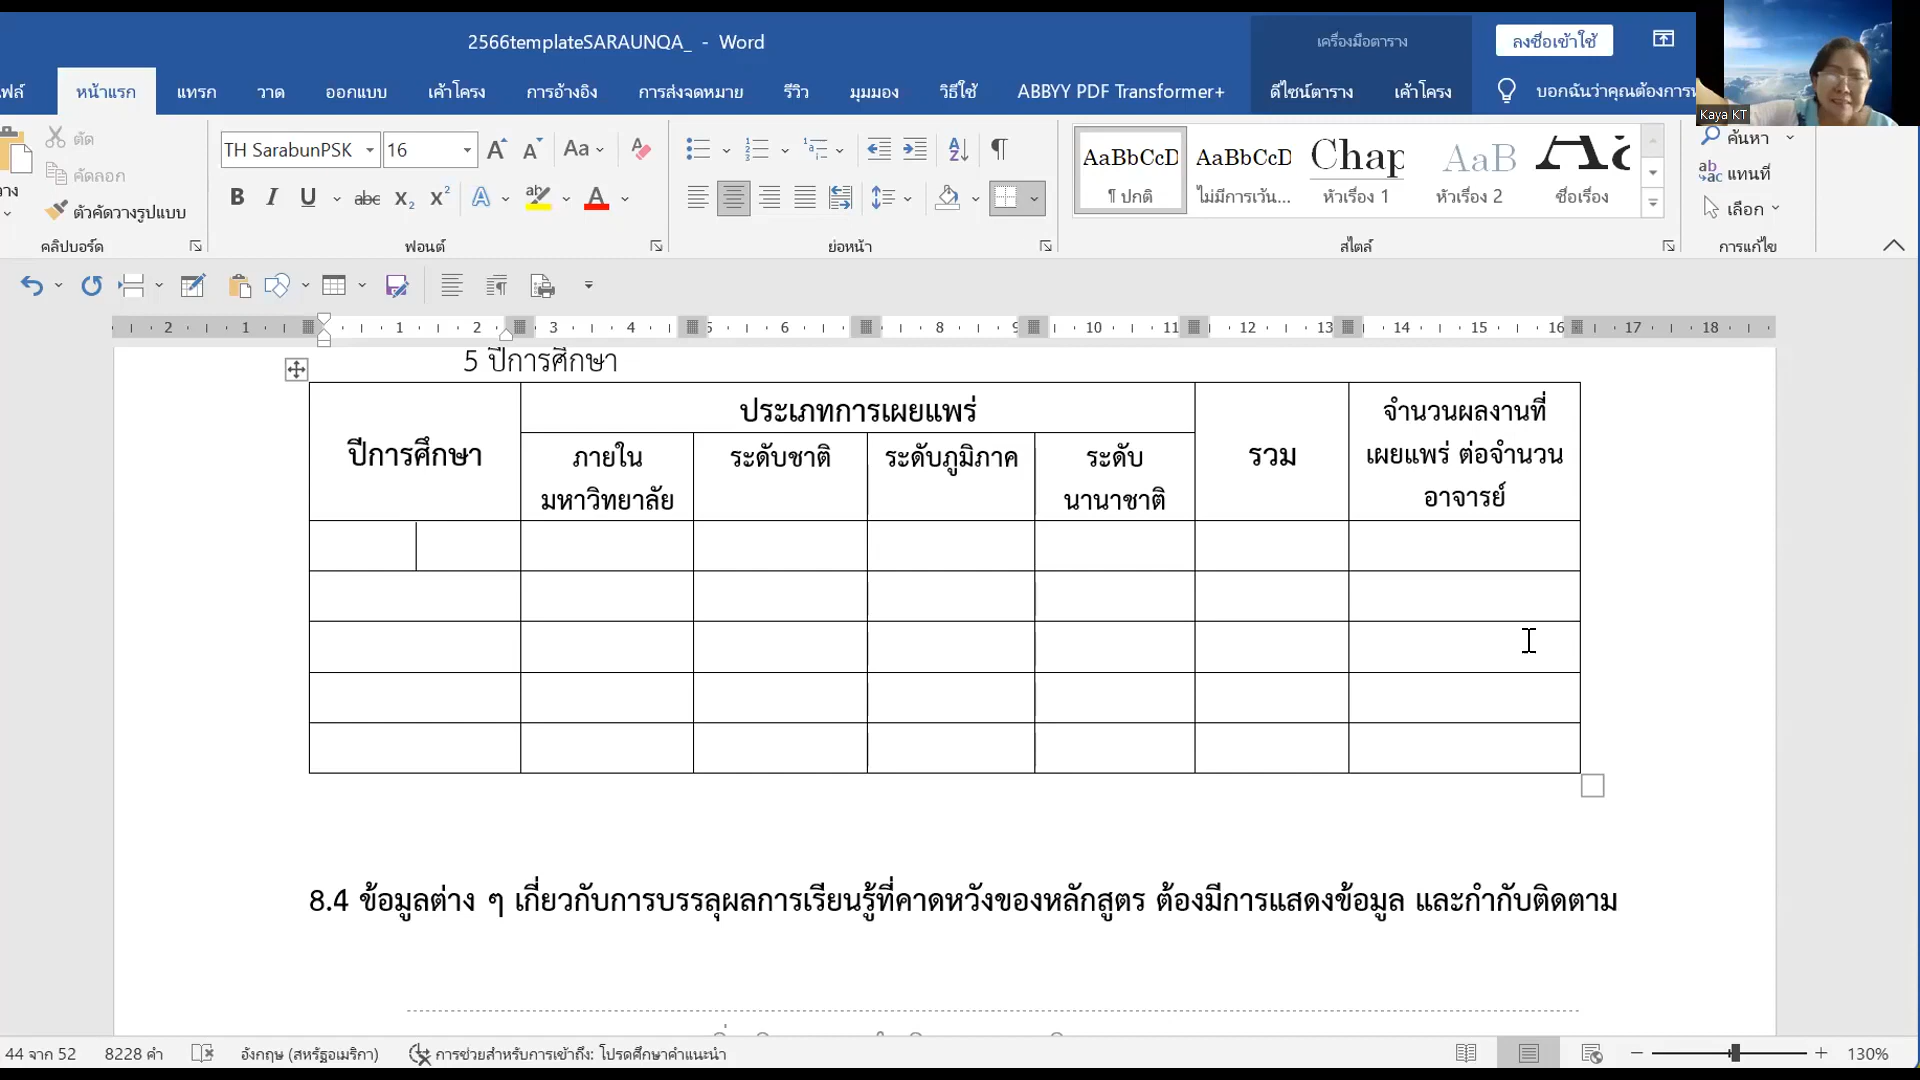 2566templateSARAUNQA_ - Word
เครื่องมือตาราง
ลงชื่อเข้าใช้
ฟล์ หน้าแรก แทรก วาด ออกแบบ เค้าโครง การอ้างอิง การส่งจดหมาย รีวิว มุมมอง วิธีใช้ ABBYY PDF Transformer+ ดีไซน์ตาราง เค้าโครง บอกฉันว่าคุณต้องการ
Kaya KT
ตัด
คัดลอก
ตัวคัดวางรูปแบบ
คลิปบอร์ด
TH SarabunPSK 16
ฟอนต์
ย่อหน้า
AaBbCcD AaBbCcD Chap AaB
¶ ปกติ ไม่มีการเว้น... หัวเรื่อง 1 หัวเรื่อง 2 ชื่อเรื่อง
สไตล์
ค้นหา
แทนที่
เลือก
การแก้ไข
2 1 1 2 3 4 5 6 7 8 9 10 11 12 13 14 15 16 17 18
5 ปีการศึกษา
ปีการศึกษา
ประเภทการเผยแพร่
ภายใน
มหาวิทยาลัย
ระดับชาติ
ระดับภูมิภาค
ระดับ
นานาชาติ
รวม
จำนวนผลงานที่
เผยแพร่ ต่อจำนวน
อาจารย์
8.4 ข้อมูลต่าง ๆ เกี่ยวกับการบรรลุผลการเรียนรู้ที่คาดหวังของหลักสูตร ต้องมีการแสดงข้อมูล และกำกับติดตาม
44 จาก 52 8228 คำ อังกฤษ (สหรัฐอเมริกา) การช่วยสำหรับการเข้าถึง: โปรดศึกษาคำแนะนำ 130%